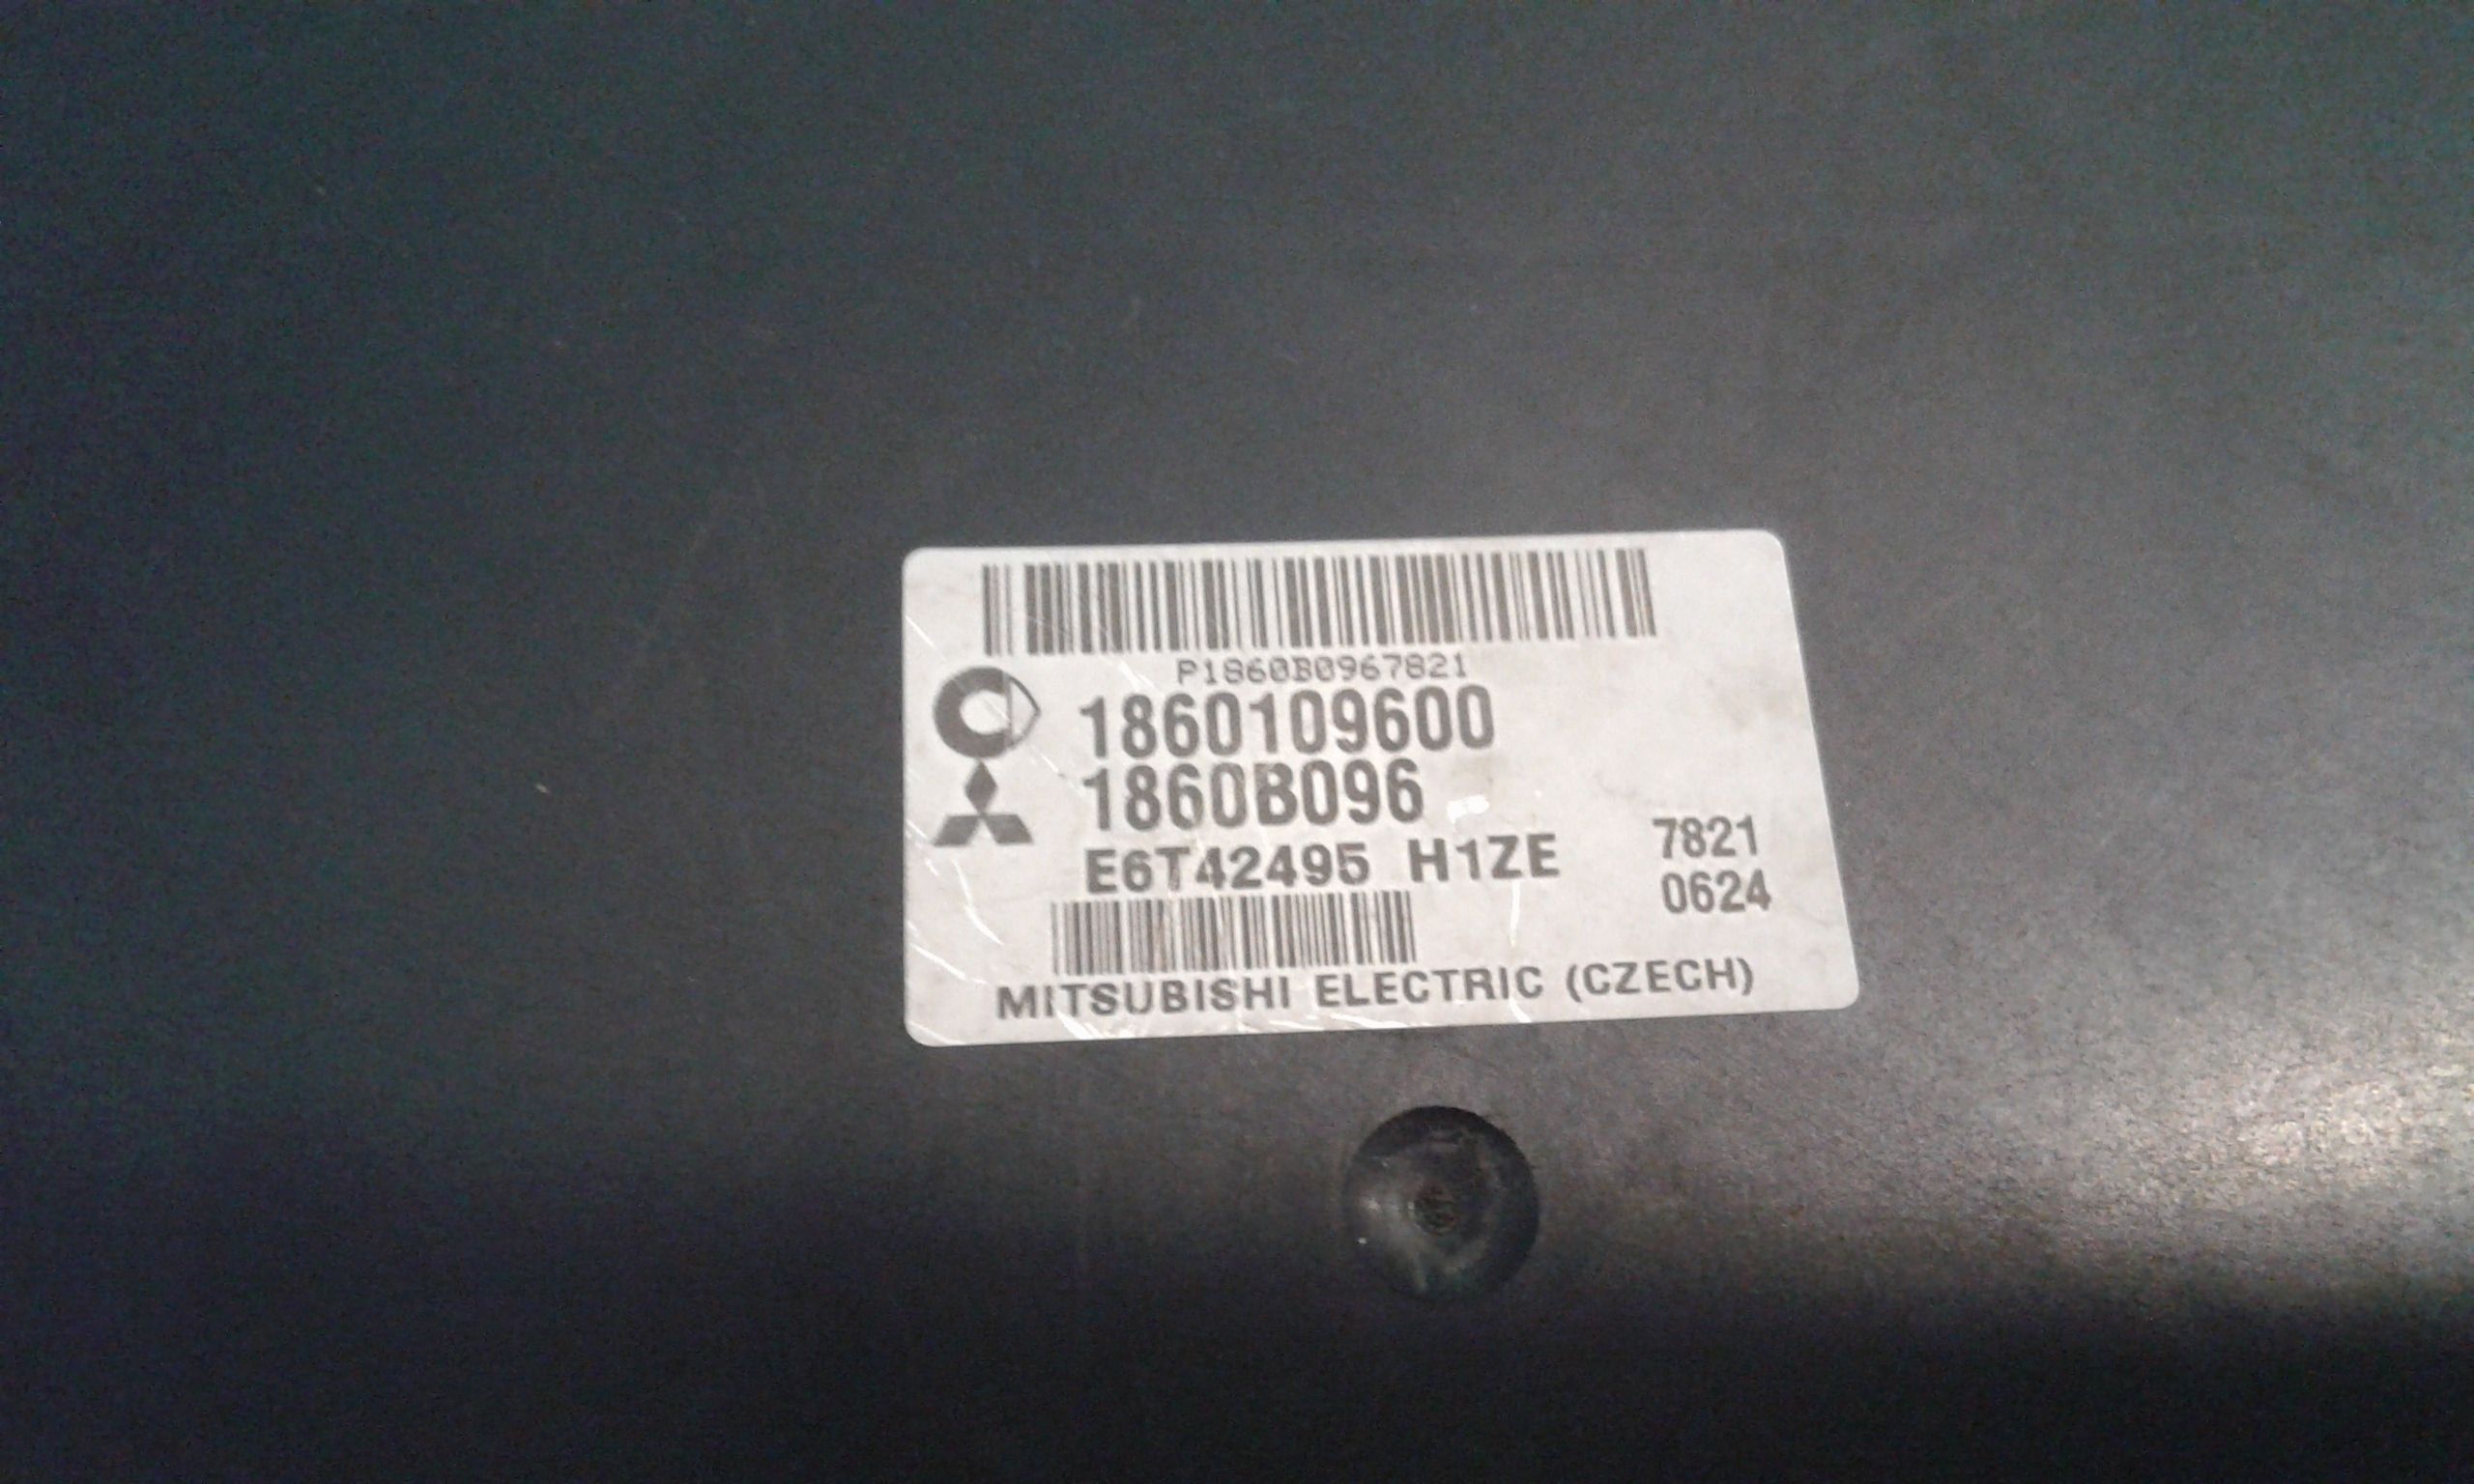 P1860B0967821
1860109600
1860B096
E6T42495 H1ZE
7821
0624
MITSUBISHI ELECTRIC (CZECH)